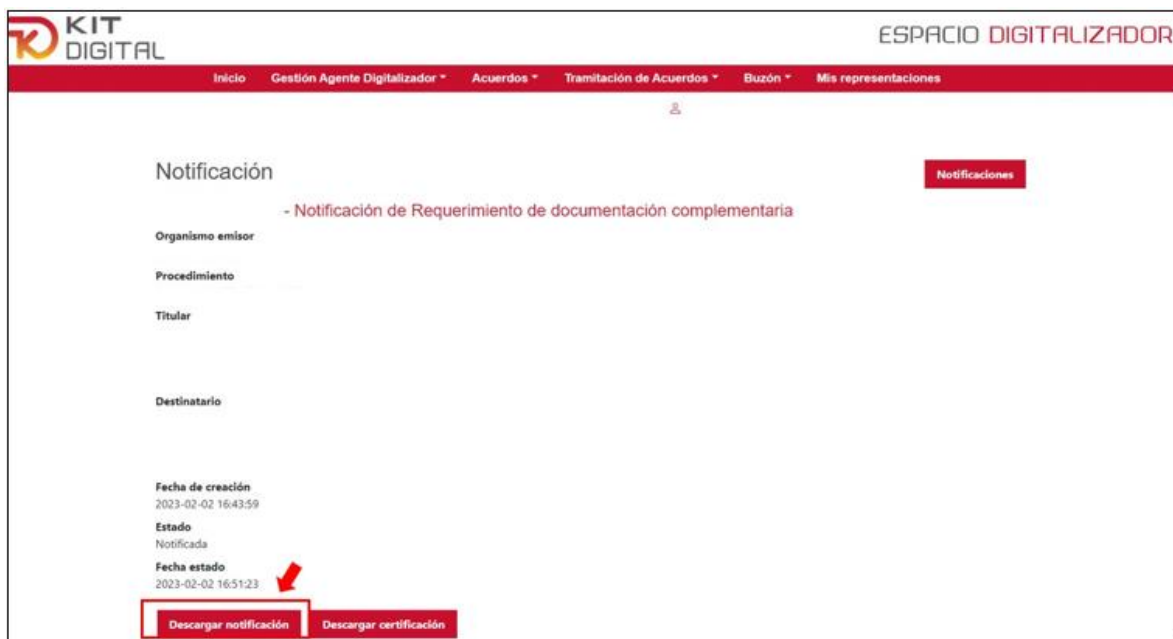 KIT
DIGITAL
ESPACIO DIGITALIZADOR
Inicio Gestión Agente Digitalizador Acuerdos Tramitación de Acuerdos Buzón Mis representaciones
Notificación
Notificaciones
- Notificación de Requerimiento de documentación complementaria
Organismo emisor
Procedimiento
Titular
Destinatario
Fecha de creación
2023-02-02 16:43:59
Estado
Notificada
Fecha estado
2023-02-02 16:51:23
Descargar notificación Descargar certificación